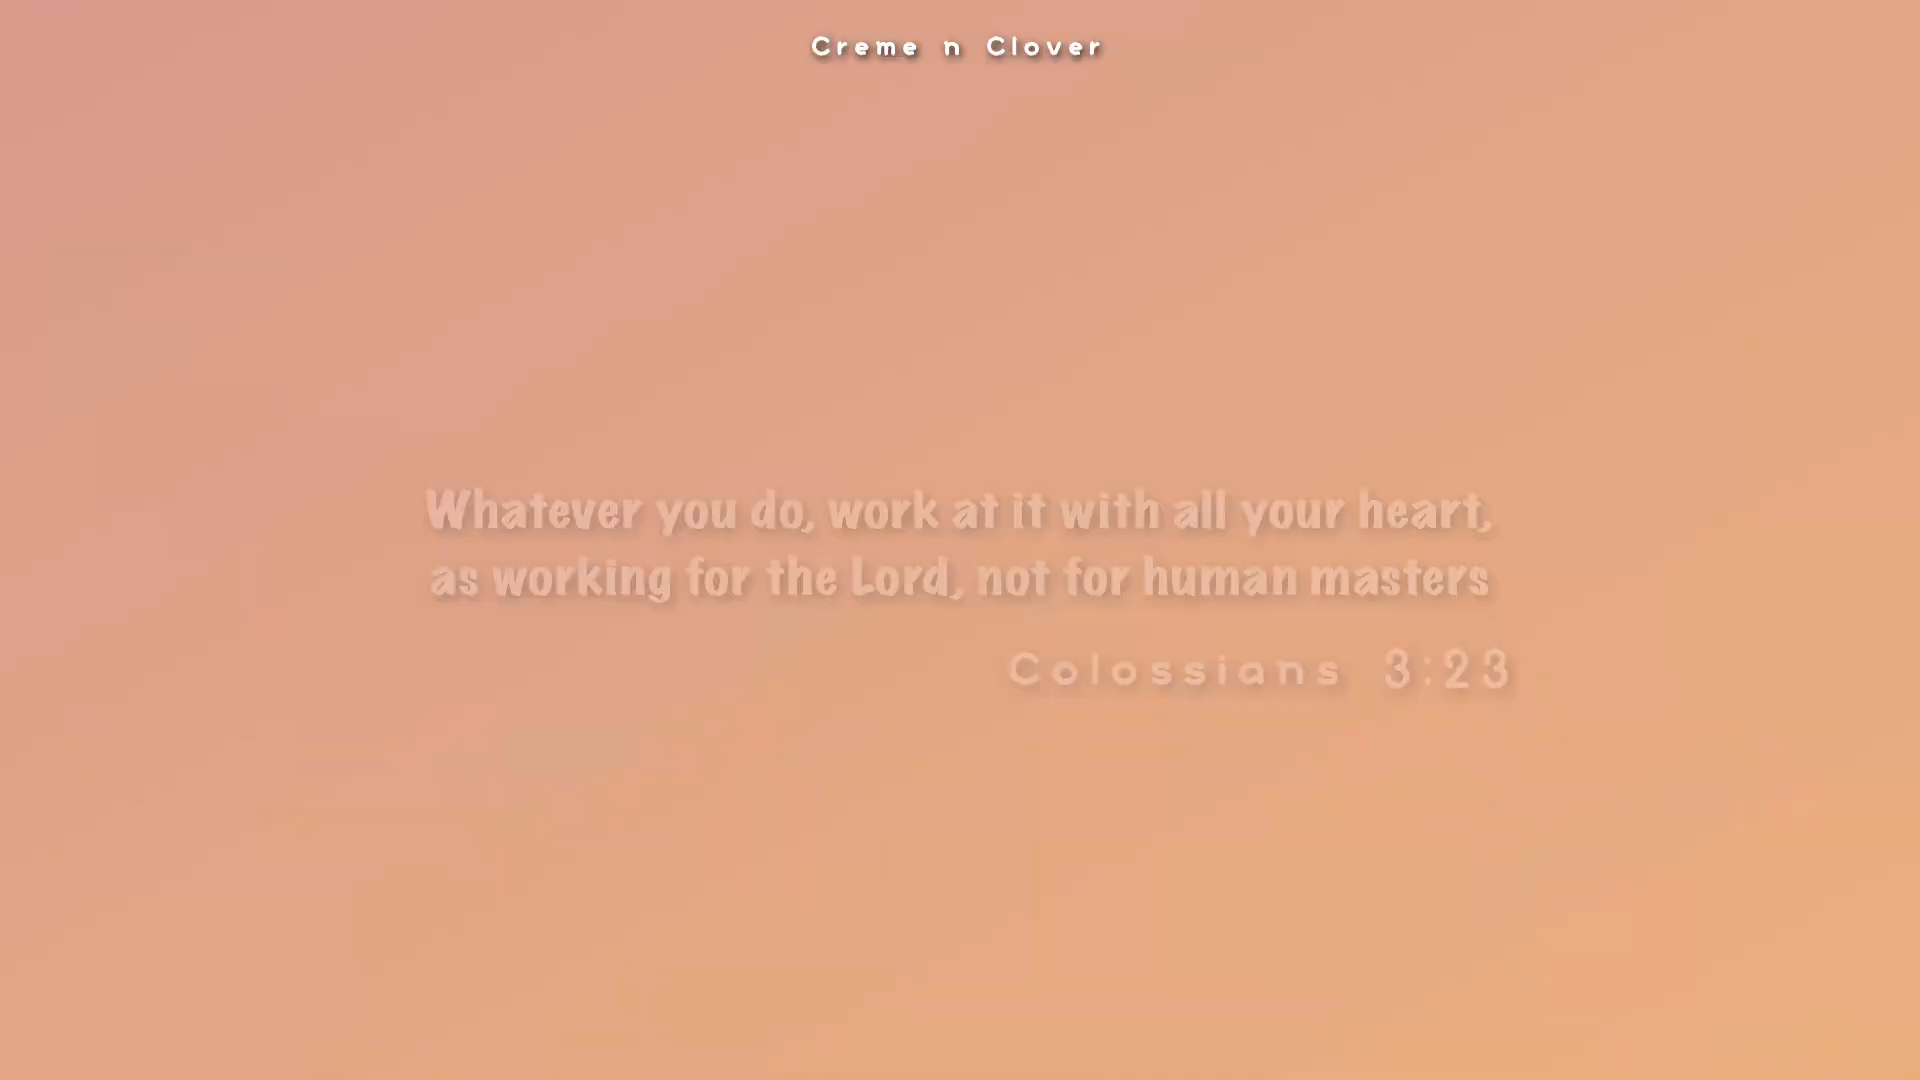 Creme n Clover
Whatever you do, work at it with all your heart,
as working for the Lord, not for human masters
Colossians 3:23